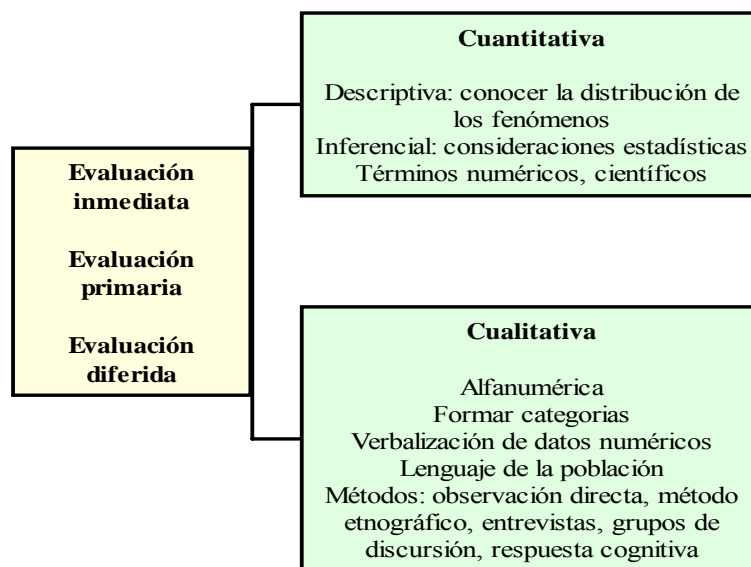 Evaluación
inmediata
Evaluación
primaria
Evaluación
diferida
Cuantitativa
Descriptiva: conocer la distribución de
los fenómenos
Inferencial: consideraciones estadísticas
Términos numéricos, científicos
Cualitativa
Alfanumérica
Formar categorias
Verbalización de datos numéricos
Lenguaje de la población
Métodos: observación directa, método
etnográfico, entrevistas, grupos de
discursión, respuesta cognitiva